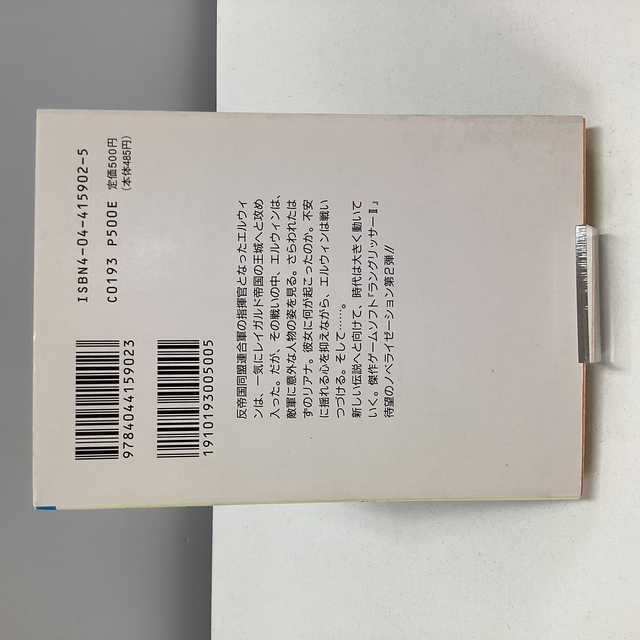 ISBN4-04-415902-5
C0193 P500E 定価500円
(本体485円)
9784044159023
1910193005005
反帝国同盟連合軍の指揮官となったエルウィ
ンは、一気にレイガルド帝国の王城へと攻め
入った。だが、その戦いの中、エルウィンは、
敵軍に意外な人物の姿を見る。さらわれたは
ずのリアナ。彼女に何が起こったのか。不安
に揺れる心を抑えながら、エルウィンは戦い
つづける。そして……。
新しい伝説へと向けて、時代は大きく動いて
いく。傑作ゲームソフト『ラングリッサーⅡ』
待望のノベライゼーション第2弾!!